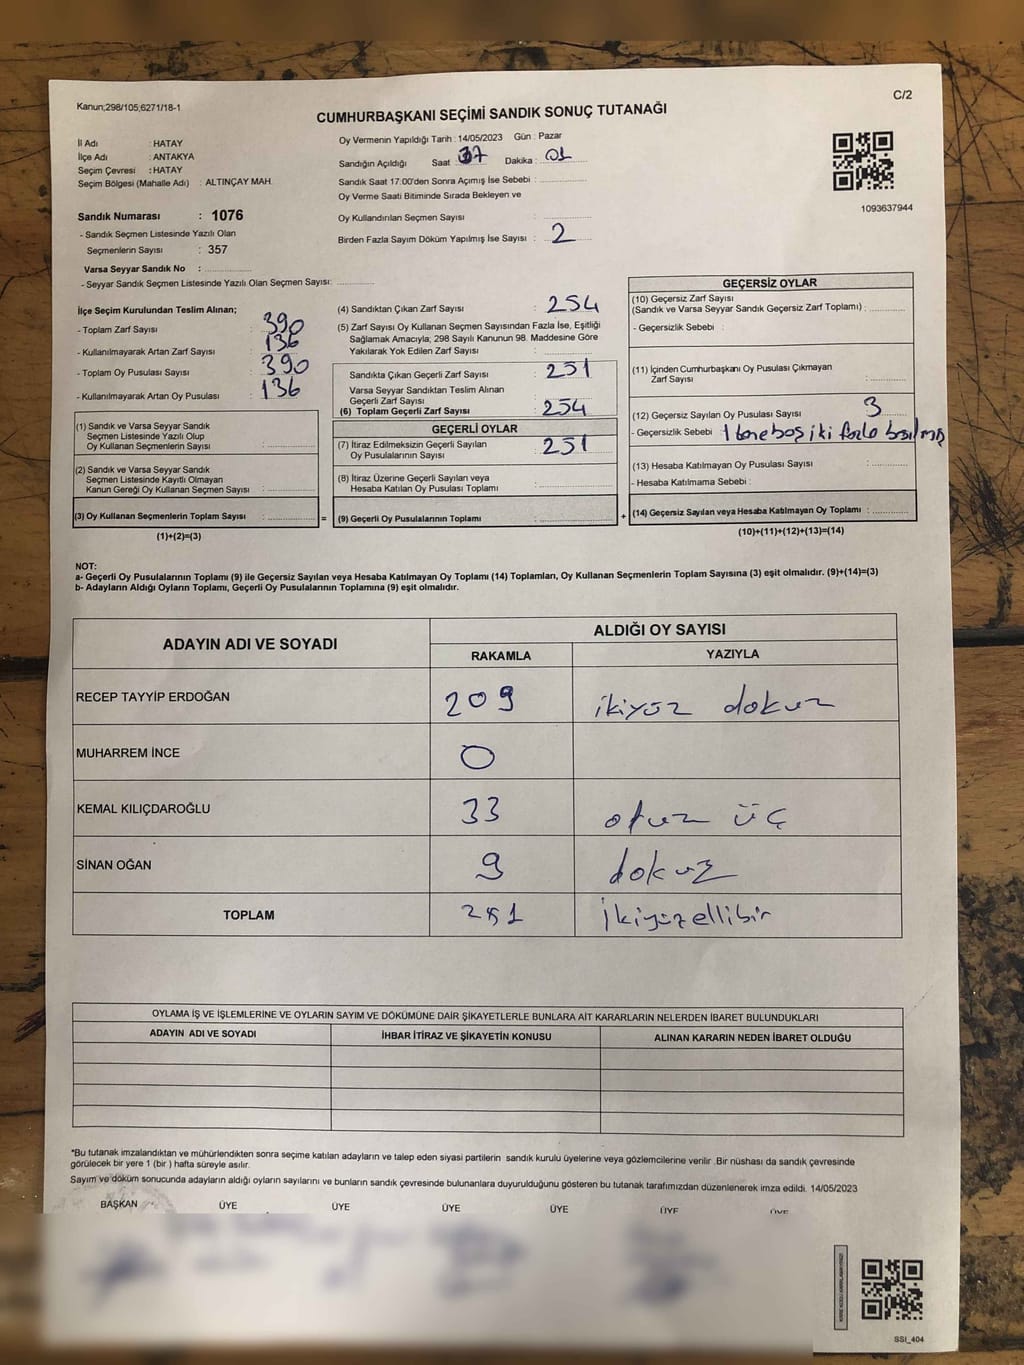 Kanun;298/105;6271/18-1
C/2
CUMHURBAŞKANI SEÇİMİ SANDIK SONUÇ TUTANAĞI
İl Adı : HATAY
İlçe Adı : ANTAKYA
Seçim Çevresi : HATAY
Seçim Bölgesi (Mahalle Adı) : ALTINÇAY MAH.
Sandık Numarası : 1076
- Sandık Seçmen Listesinde Yazılı Olan
Seçmenlerin Sayısı : 357
Varsa Seyyar Sandık No : ..............
- Seyyar Sandık Seçmen Listesinde Yazılı Olan Seçmen Sayısı: ..............
Oy Vermenin Yapıldığı Tarih : 14/05/2023 Gün : Pazar
Sandığın Açıldığı Saat : 17 Dakika : 01
Sandık Saat 17:00'den Sonra Açımış İse Sebebi : ..............
Oy Verme Saati Bitiminde Sırada Bekleyen ve
Oy Kullandırılan Seçmen Sayısı : ..............
Birden Fazla Sayım Döküm Yapılmış İse Sayısı : 2
1093637944
İlçe Seçim Kurulundan Teslim Alınan;
- Toplam Zarf Sayısı : 390
- Kullanılmayarak Artan Zarf Sayısı : 136
- Toplam Oy Pusulası Sayısı : 390
- Kullanılmayarak Artan Oy Pusulası : 136
(1) Sandık ve Varsa Seyyar Sandık
Seçmen Listesinde Yazılı Olup
Oy Kullanan Seçmenlerin Sayısı : ..............
(2) Sandık ve Varsa Seyyar Sandık
Seçmen Listesinde Kayıtlı Olmayan
Kanun Gereği Oy Kullanan Seçmen Sayısı : ..............
(3) Oy Kullanan Seçmenlerin Toplam Sayısı : ..............
(1)+(2)=(3)
=
(4) Sandıktan Çıkan Zarf Sayısı : 254
(5) Zarf Sayısı Oy Kullanan Seçmen Sayısından Fazla İse, Eşitliği
Sağlamak Amacıyla; 298 Sayılı Kanunun 98. Maddesine Göre
Yakılarak Yok Edilen Zarf Sayısı : ..............
Sandıkta Çıkan Geçerli Zarf Sayısı : 251
Varsa Seyyar Sandıktan Teslim Alınan
Geçerli Zarf Sayısı : ..............
(6) Toplam Geçerli Zarf Sayısı : 254
GEÇERLİ OYLAR
(7) İtiraz Edilmeksizin Geçerli Sayılan
Oy Pusulalarının Sayısı : 251
(8) İtiraz Üzerine Geçerli Sayılan veya
Hesaba Katılan Oy Pusulası Toplamı : ..............
(9) Geçerli Oy Pusulalarının Toplamı : ..............
+
GEÇERSİZ OYLAR
(10) Geçersiz Zarf Sayısı
(Sandık ve Varsa Seyyar Sandık Geçersiz Zarf Toplamı) : ..............
- Geçersizlik Sebebi :
(11) İçinden Cumhurbaşkanı Oy Pusulası Çıkmayan
Zarf Sayısı : ..............
(12) Geçersiz Sayılan Oy Pusulası Sayısı : 3
- Geçersizlik Sebebi : 1 tane boş iki fazla basılmış
(13) Hesaba Katılmayan Oy Pusulası Sayısı : ..............
- Hesaba Katılmama Sebebi :
(14) Geçersiz Sayılan veya Hesaba Katılmayan Oy Toplamı : ..............
(10)+(11)+(12)+(13)=(14)
NOT:
a- Geçerli Oy Pusulalarının Toplamı (9) ile Geçersiz Sayılan veya Hesaba Katılmayan Oy Toplamı (14) Toplamları, Oy Kullanan Seçmenlerin Toplam Sayısına (3) eşit olmalıdır. (9)+(14)=(3)
b- Adayların Aldığı Oyların Toplamı, Geçerli Oy Pusulalarının Toplamına (9) eşit olmalıdır.
ADAYIN ADI VE SOYADI ALDIĞI OY SAYISI
RAKAMLA YAZIYLA
RECEP TAYYİP ERDOĞAN 209 ikiyüz dokuz
MUHARREM İNCE 0
KEMAL KILIÇDAROĞLU 33 otuz üç
SİNAN OĞAN 9 dokuz
TOPLAM 251 ikiyüzellibir
OYLAMA İŞ VE İŞLEMLERİNE VE OYLARIN SAYIM VE DÖKÜMÜNE DAİR ŞİKAYETLERLE BUNLARA AİT KARARLARIN NELERDEN İBARET BULUNDUKLARI
ADAYIN ADI VE SOYADI İHBAR İTİRAZ VE ŞİKAYETİN KONUSU ALINAN KARARIN NEDEN İBARET OLDUĞU
*Bu tutanak imzalandıktan ve mühürlendikten sonra seçime katılan adayların ve talep eden siyasi partilerin sandık kurulu üyelerine veya gözlemcilerine verilir .Bir nüshası da sandık çevresinde
görülecek bir yere 1 (bir ) hafta süreyle asılır.
Sayım ve döküm sonucunda adayların aldığı oyların sayılarını ve bunların sandık çevresinde bulunanlara duyurulduğunu gösteren bu tutanak tarafımızdan düzenlenerek imza edildi. 14/05/2023
BAŞKAN ÜYE ÜYE ÜYE ÜYE ÜYE ÜYE
SSI_404